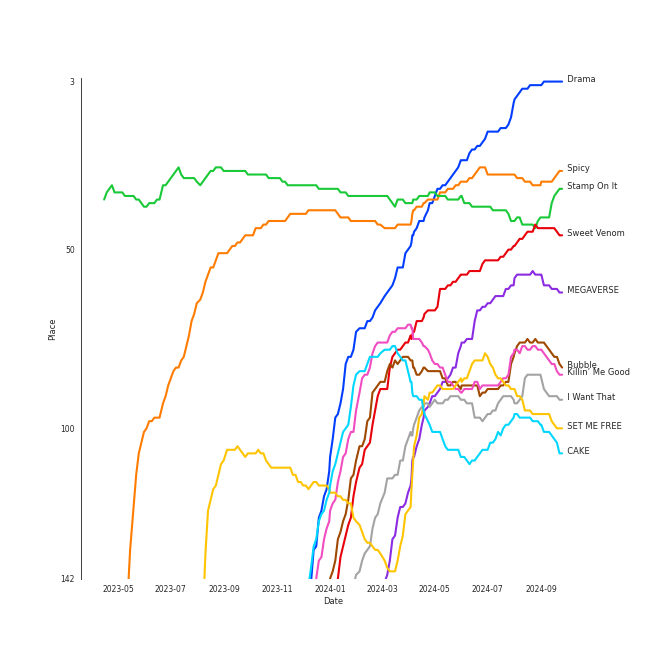 3
50
100
142
Place
2023-05
2023-07
2023-09
2023-11
2024-01
2024-03
2024-05
2024-07
2024-09
Date
Drama
Spicy
Stamp On It
Sweet Venom
MEGAVERSE
Bubble
Killin' Me Good
I Want That
SET ME FREE
CAKE